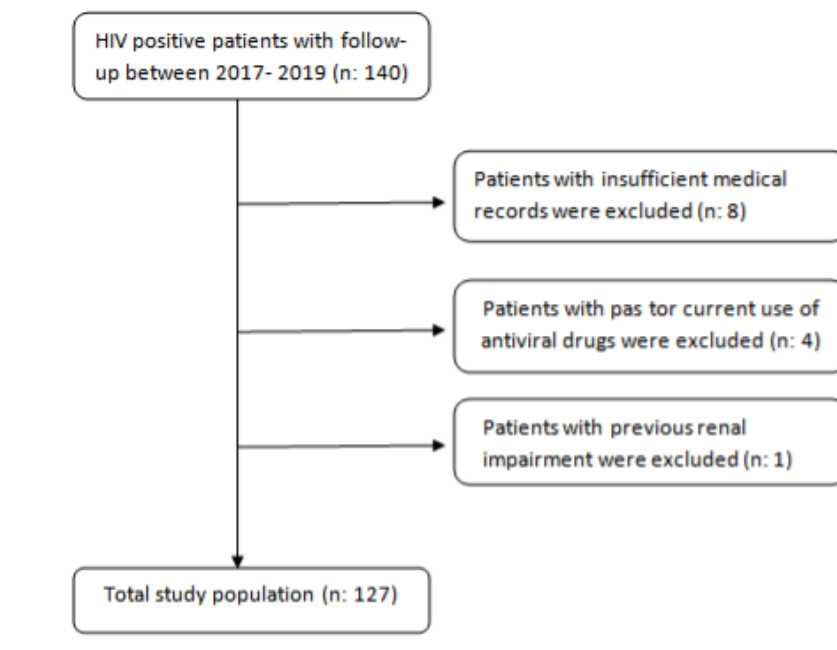 HIV positive patients with follow-
up between 2017- 2019 (n: 140)
Patients with insufficient medical
records were excluded (n: 8)
Patients with pas tor current use of
antiviral drugs were excluded (n: 4)
Patients with previous renal
impairment were excluded (n: 1)
Total study population (n: 127)